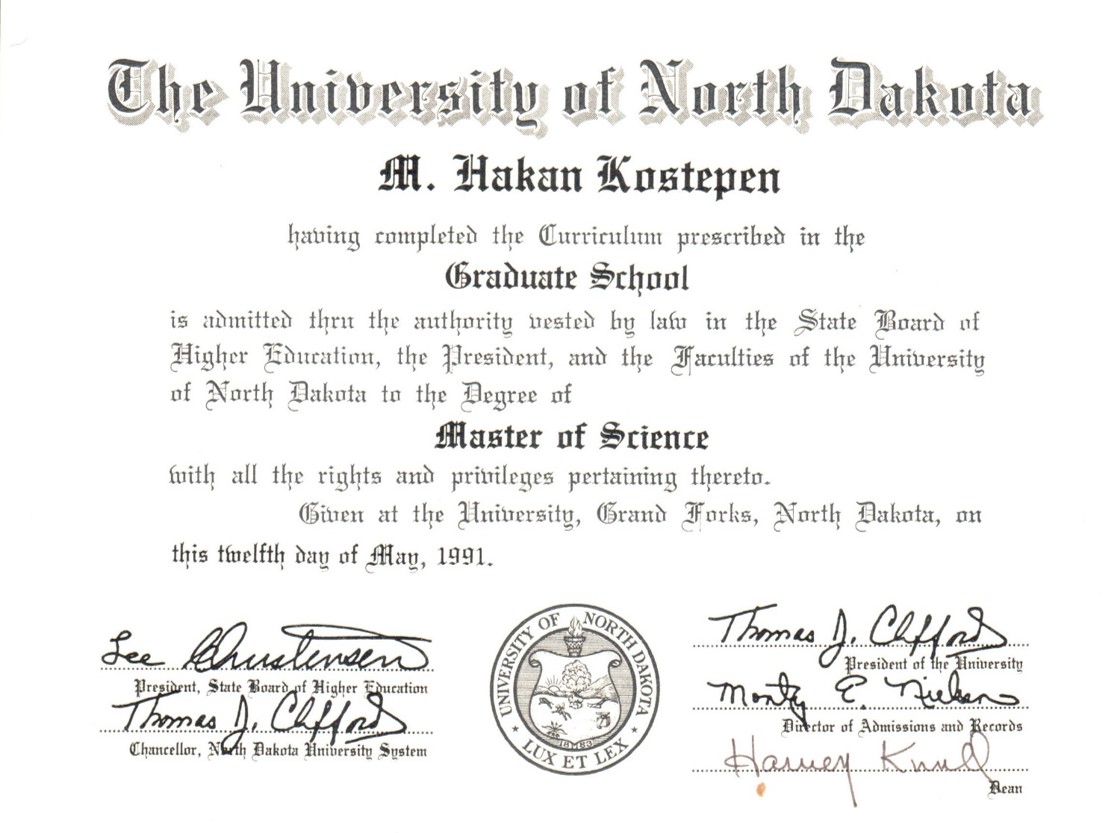 The University of North Dakota
M. Hakan Kostepen
having completed the Curriculum prescribed in the
Graduate School
is admitted thru the authority vested by law in the State Board of
Higher Education, the President, and the Faculties of the University
of North Dakota to the Degree of
Master of Science
with all the rights and privileges pertaining thereto.
Given at the University, Grand Forks, North Dakota, on
this twelfth day of May, 1991.
Lee Christensen
President, State Board of Higher Education
Thomas J. Clifford
Chancellor, North Dakota University System
UNIVERSITY OF NORTH DAKOTA
1883
LUX ET LEX
Thomas J. Clifford
President of the University
Monty E. Nielsen
Director of Admissions and Records
Harvey Knull
Dean